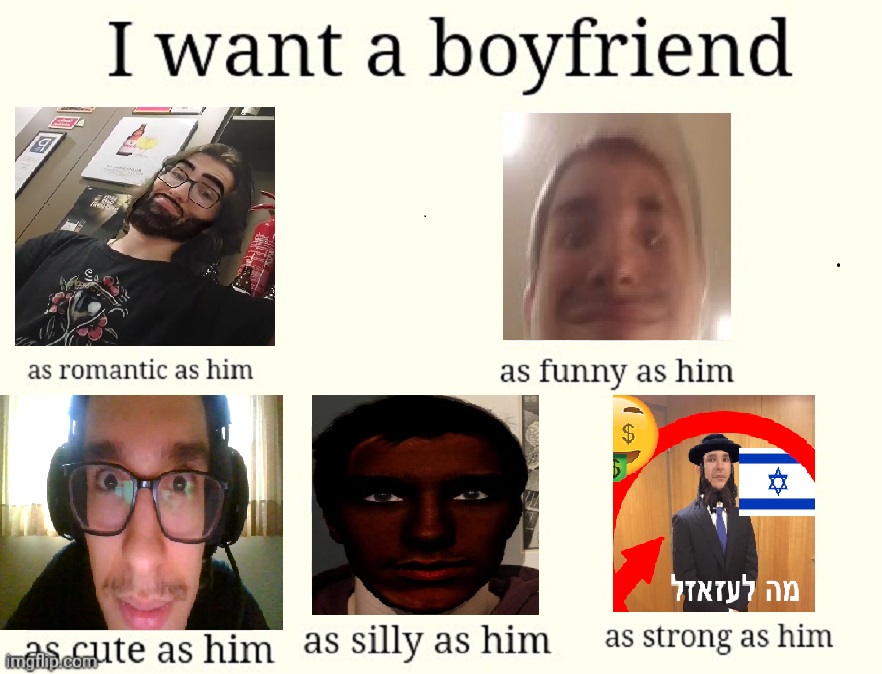 I want a boyfriend
as romantic as him
as funny as him
מה לעזאזל
as cute as him
as silly as him
as strong as him
imgflip.com